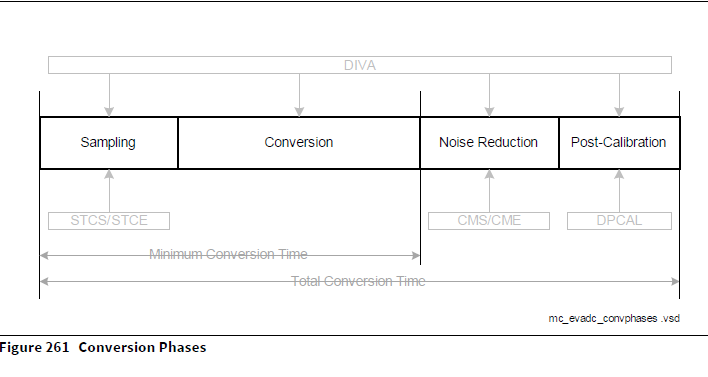 DIVA
Sampling
Conversion
Noise Reduction
Post-Calibration
STCS/STCE
CMS/CME
DPCAL
Minimum Conversion Time
Total Conversion Time
mc_evadc_convphases .vsd
Figure 261 Conversion Phases